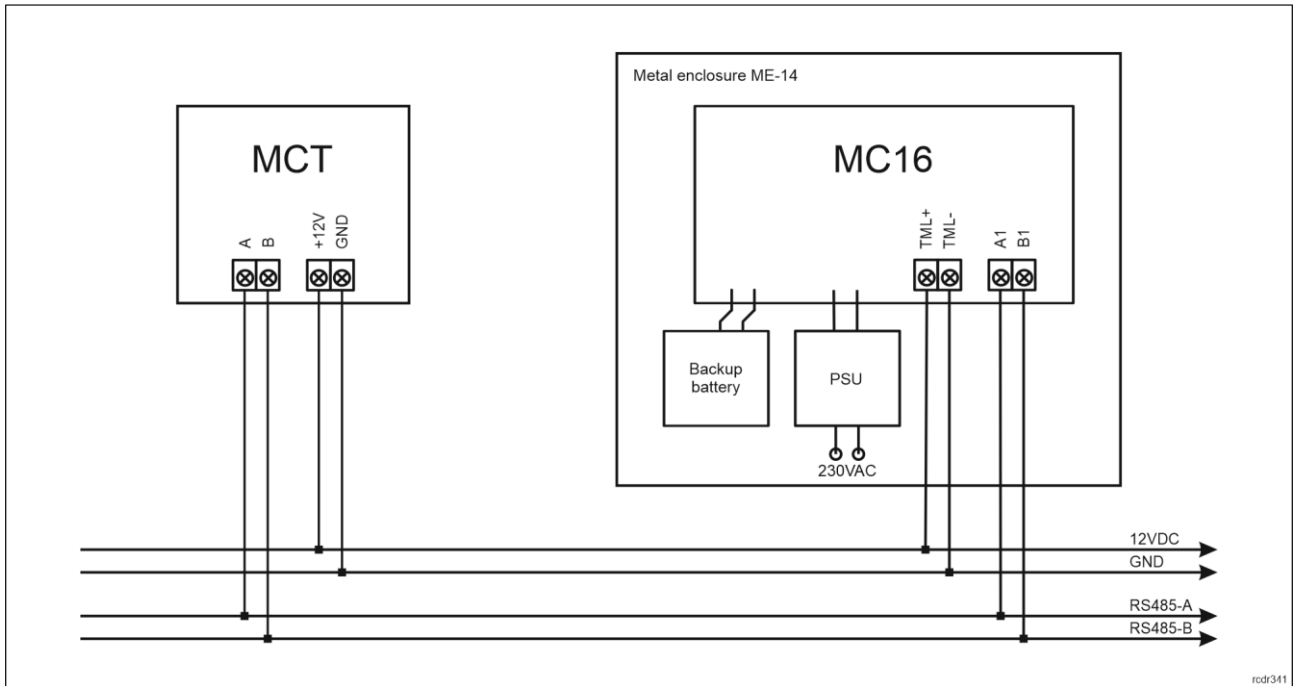 Metal enclosure ME-14
MCT
MC16
A
B
+12V
GND
TML+
TML-
A1
B1
Backup
battery
PSU
230VAC
12VDC
GND
RS485-A
RS485-B
rcdr341